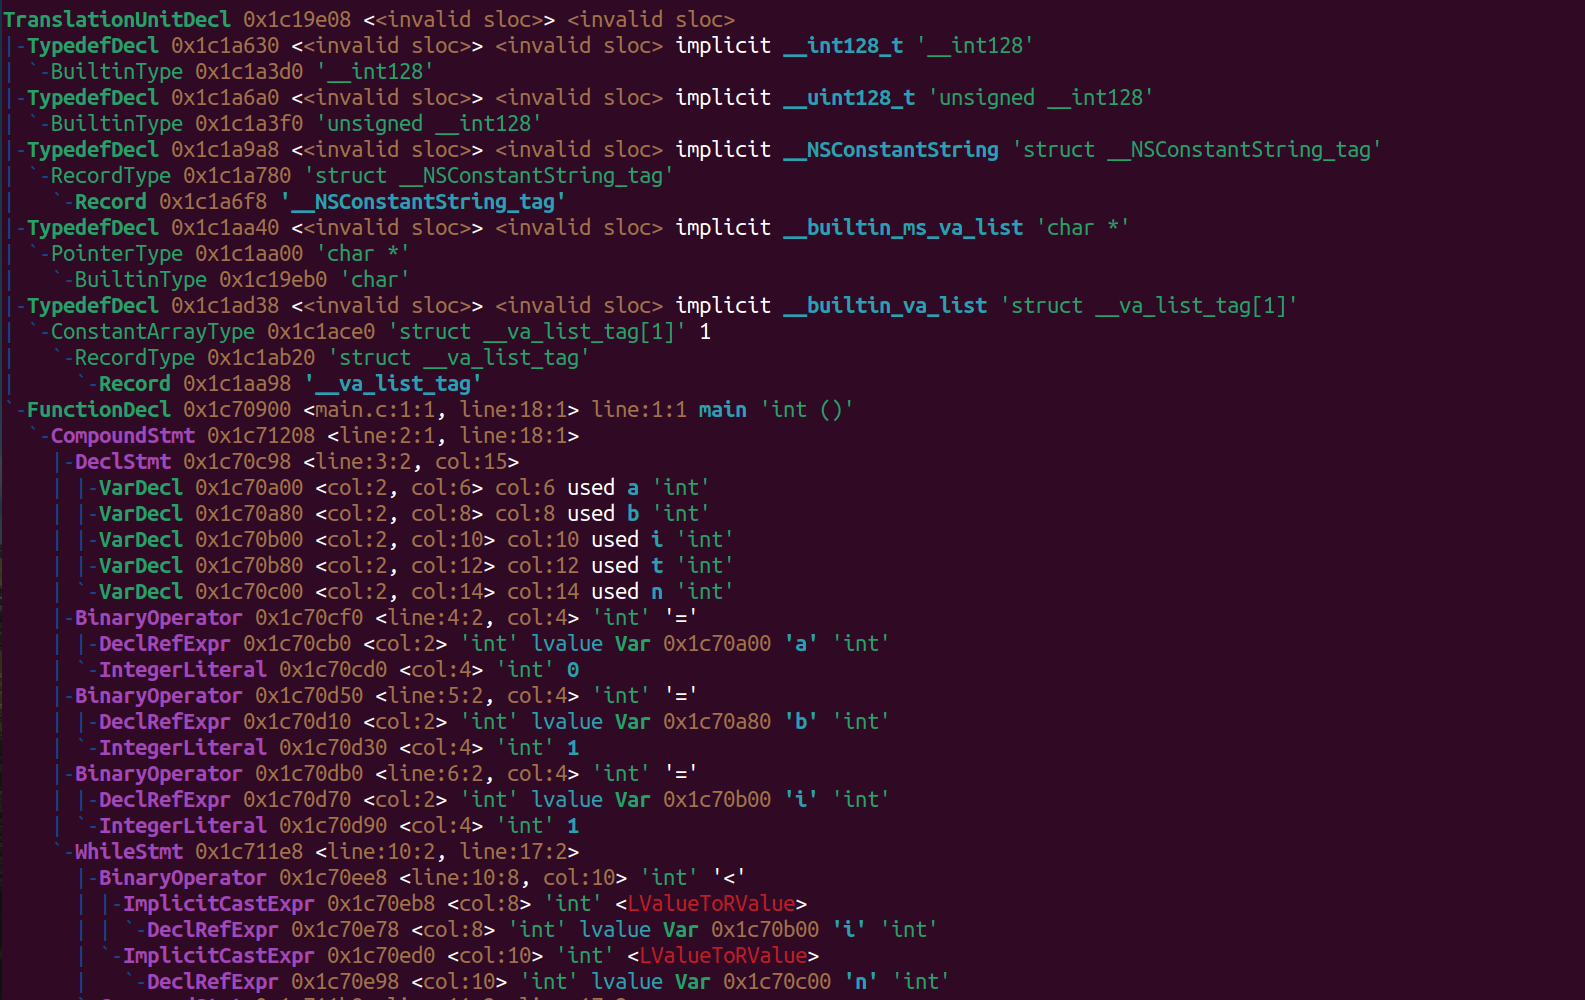 TranslationUnitDecl 0x1c19e08 <<invalid sloc>> <invalid sloc>
|-TypedefDecl 0x1c1a630 <<invalid sloc>> <invalid sloc> implicit __int128_t '__int128'
| `-BuiltinType 0x1c1a3d0 '__int128'
|-TypedefDecl 0x1c1a6a0 <<invalid sloc>> <invalid sloc> implicit __uint128_t 'unsigned __int128'
| `-BuiltinType 0x1c1a3f0 'unsigned __int128'
|-TypedefDecl 0x1c1a9a8 <<invalid sloc>> <invalid sloc> implicit __NSConstantString 'struct __NSConstantString_tag'
| `-RecordType 0x1c1a780 'struct __NSConstantString_tag'
|   `-Record 0x1c1a6f8 '__NSConstantString_tag'
|-TypedefDecl 0x1c1aa40 <<invalid sloc>> <invalid sloc> implicit __builtin_ms_va_list 'char *'
| `-PointerType 0x1c1aa00 'char *'
|   `-BuiltinType 0x1c19eb0 'char'
|-TypedefDecl 0x1c1ad38 <<invalid sloc>> <invalid sloc> implicit __builtin_va_list 'struct __va_list_tag[1]'
| `-ConstantArrayType 0x1c1ace0 'struct __va_list_tag[1]' 1
|   `-RecordType 0x1c1ab20 'struct __va_list_tag'
|     `-Record 0x1c1aa98 '__va_list_tag'
`-FunctionDecl 0x1c70900 <main.c:1:1, line:18:1> line:1:1 main 'int ()'
  `-CompoundStmt 0x1c71208 <line:2:1, line:18:1>
    |-DeclStmt 0x1c70c98 <line:3:2, col:15>
    | |-VarDecl 0x1c70a00 <col:2, col:6> col:6 used a 'int'
    | |-VarDecl 0x1c70a80 <col:2, col:8> col:8 used b 'int'
    | |-VarDecl 0x1c70b00 <col:2, col:10> col:10 used i 'int'
    | |-VarDecl 0x1c70b80 <col:2, col:12> col:12 used t 'int'
    | `-VarDecl 0x1c70c00 <col:2, col:14> col:14 used n 'int'
    |-BinaryOperator 0x1c70cf0 <line:4:2, col:4> 'int' '='
    | |-DeclRefExpr 0x1c70cb0 <col:2> 'int' lvalue Var 0x1c70a00 'a' 'int'
    | `-IntegerLiteral 0x1c70cd0 <col:4> 'int' 0
    |-BinaryOperator 0x1c70d50 <line:5:2, col:4> 'int' '='
    | |-DeclRefExpr 0x1c70d10 <col:2> 'int' lvalue Var 0x1c70a80 'b' 'int'
    | `-IntegerLiteral 0x1c70d30 <col:4> 'int' 1
    |-BinaryOperator 0x1c70db0 <line:6:2, col:4> 'int' '='
    | |-DeclRefExpr 0x1c70d70 <col:2> 'int' lvalue Var 0x1c70b00 'i' 'int'
    | `-IntegerLiteral 0x1c70d90 <col:4> 'int' 1
    `-WhileStmt 0x1c711e8 <line:10:2, line:17:2>
      |-BinaryOperator 0x1c70ee8 <line:10:8, col:10> 'int' '<'
      | |-ImplicitCastExpr 0x1c70eb8 <col:8> 'int' <LValueToRValue>
      | | `-DeclRefExpr 0x1c70e78 <col:8> 'int' lvalue Var 0x1c70b00 'i' 'int'
      | `-ImplicitCastExpr 0x1c70ed0 <col:10> 'int' <LValueToRValue>
      |   `-DeclRefExpr 0x1c70e98 <col:10> 'int' lvalue Var 0x1c70c00 'n' 'int'